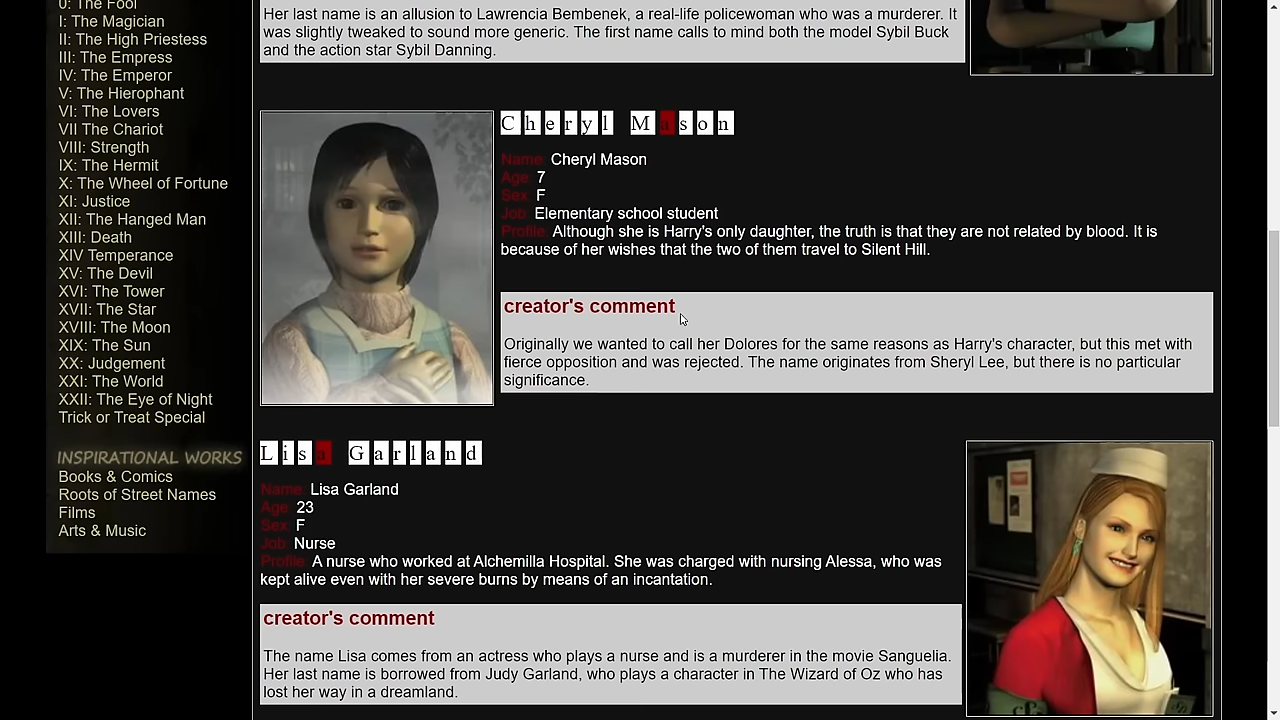 0: The Fool
I: The Magician
II: The High Priestess
III: The Empress
IV: The Emperor
V: The Hierophant
VI: The Lovers
VII The Chariot
VIII: Strength
IX: The Hermit
X: The Wheel of Fortune
XI: Justice
XII: The Hanged Man
XIII: Death
XIV Temperance
XV: The Devil
XVI: The Tower
XVII: The Star
XVIII: The Moon
XIX: The Sun
XX: Judgement
XXI: The World
XXII: The Eye of Night
Trick or Treat Special
INSPIRATIONAL WORKS
Books & Comics
Roots of Street Names
Films
Arts & Music
Her last name is an allusion to Lawrencia Bembenek, a real-life policewoman who was a murderer. It
was slightly tweaked to sound more generic. The first name calls to mind both the model Sybil Buck
and the action star Sybil Danning.
Cheryl Mason
Name: Cheryl Mason
Age: 7
Sex: F
Job: Elementary school student
Profile: Although she is Harry's only daughter, the truth is that they are not related by blood. It is
because of her wishes that the two of them travel to Silent Hill.
creator's comment
Originally we wanted to call her Dolores for the same reasons as Harry's character, but this met with
fierce opposition and was rejected. The name originates from Sheryl Lee, but there is no particular
significance.
Lisa Garland
Name: Lisa Garland
Age: 23
Sex: F
Job: Nurse
Profile: A nurse who worked at Alchemilla Hospital. She was charged with nursing Alessa, who was
kept alive even with her severe burns by means of an incantation.
creator's comment
The name Lisa comes from an actress who plays a nurse and is a murderer in the movie Sanguelia.
Her last name is borrowed from Judy Garland, who plays a character in The Wizard of Oz who has
lost her way in a dreamland.